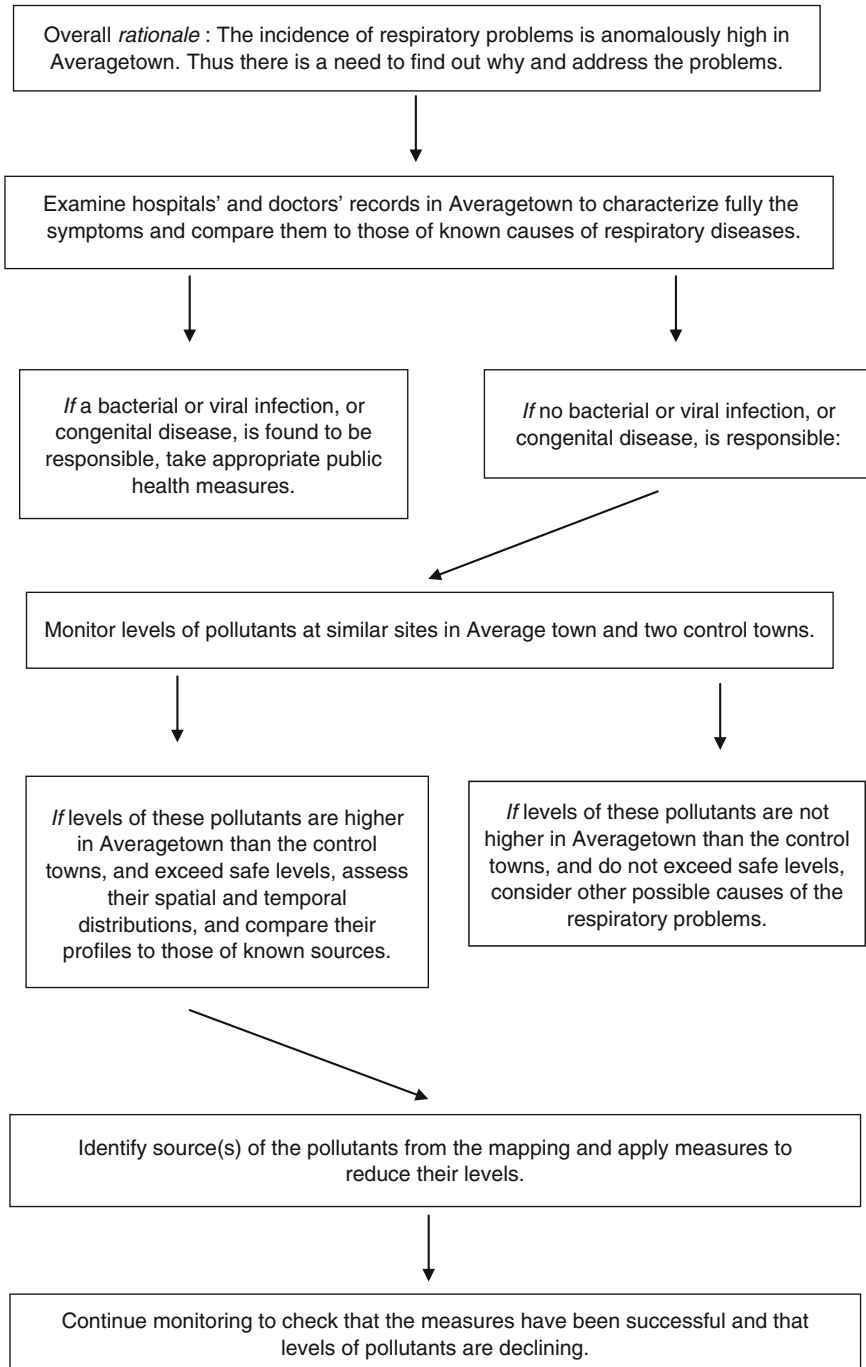 Overall rationale : The incidence of respiratory problems is anomalously high in
Averagetown. Thus there is a need to find out why and address the problems.
Examine hospitals' and doctors' records in Averagetown to characterize fully the
symptoms and compare them to those of known causes of respiratory diseases.
If a bacterial or viral infection, or
congenital disease, is found to be
responsible, take appropriate public
health measures.
If no bacterial or viral infection, or
congenital disease, is responsible:
Monitor levels of pollutants at similar sites in Average town and two control towns.
If levels of these pollutants are higher
in Averagetown than the control
towns, and exceed safe levels, assess
their spatial and temporal
distributions, and compare their
profiles to those of known sources.
If levels of these pollutants are not
higher in Averagetown than the control
towns, and do not exceed safe levels,
consider other possible causes of the
respiratory problems.
Identify source(s) of the pollutants from the mapping and apply measures to
reduce their levels.
Continue monitoring to check that the measures have been successful and that
levels of pollutants are declining.